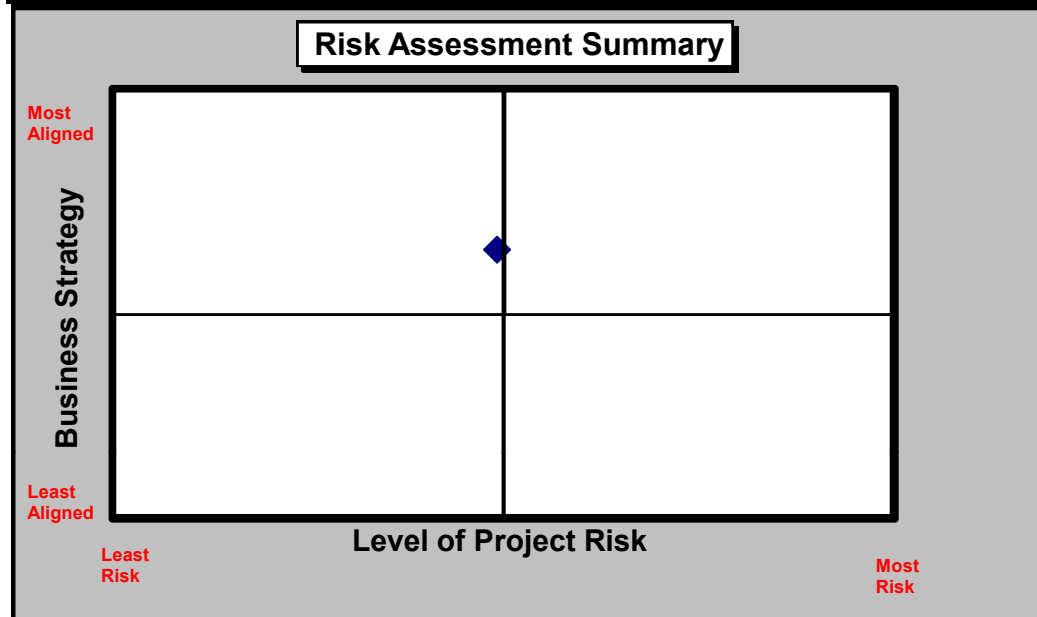 Risk Assessment Summary
Most
Aligned
Business Strategy
Least
Aligned
Level of Project Risk
Least
Risk
Most
Risk